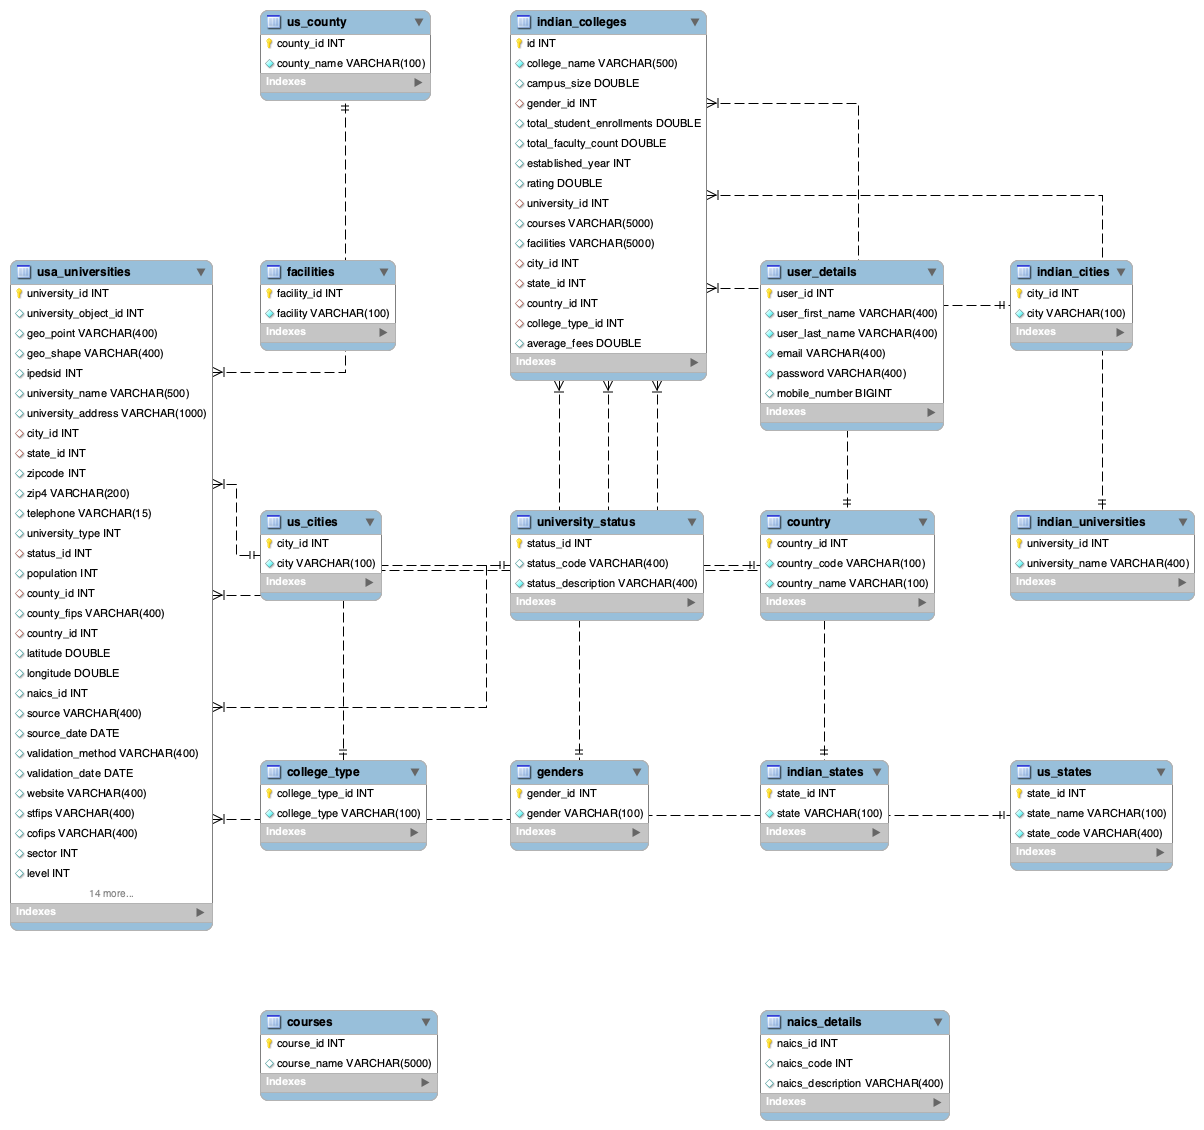 us_county
county_id INT
county_name VARCHAR(100)
Indexes
indian_colleges
id INT
college_name VARCHAR(500)
campus_size DOUBLE
gender_id INT
total_student_enrollments DOUBLE
total_faculty_count DOUBLE
established_year INT
rating DOUBLE
university_id INT
courses VARCHAR(5000)
facilities VARCHAR(5000)
city_id INT
state_id INT
country_id INT
college_type_id INT
average_fees DOUBLE
Indexes
usa_universities
university_id INT
university_object_id INT
geo_point VARCHAR(400)
geo_shape VARCHAR(400)
ipedsid INT
university_name VARCHAR(500)
university_address VARCHAR(1000)
city_id INT
state_id INT
zipcode INT
zip4 VARCHAR(200)
telephone VARCHAR(15)
university_type INT
status_id INT
population INT
county_id INT
county_fips VARCHAR(400)
country_id INT
latitude DOUBLE
longitude DOUBLE
naics_id INT
source VARCHAR(400)
source_date DATE
validation_method VARCHAR(400)
validation_date DATE
website VARCHAR(400)
stfips VARCHAR(400)
cofips VARCHAR(400)
sector INT
level INT
14 more...
Indexes
facilities
facility_id INT
facility VARCHAR(100)
Indexes
user_details
user_id INT
user_first_name VARCHAR(400)
user_last_name VARCHAR(400)
email VARCHAR(400)
password VARCHAR(400)
mobile_number BIGINT
Indexes
indian_cities
city_id INT
city VARCHAR(100)
Indexes
us_cities
city_id INT
city VARCHAR(100)
Indexes
university_status
status_id INT
status_code VARCHAR(400)
status_description VARCHAR(400)
Indexes
country
country_id INT
country_code VARCHAR(100)
country_name VARCHAR(100)
Indexes
indian_universities
university_id INT
university_name VARCHAR(400)
Indexes
college_type
college_type_id INT
college_type VARCHAR(100)
Indexes
genders
gender_id INT
gender VARCHAR(100)
Indexes
indian_states
state_id INT
state VARCHAR(100)
Indexes
us_states
state_id INT
state_name VARCHAR(100)
state_code VARCHAR(400)
Indexes
courses
course_id INT
course_name VARCHAR(5000)
Indexes
naics_details
naics_id INT
naics_code INT
naics_description VARCHAR(400)
Indexes